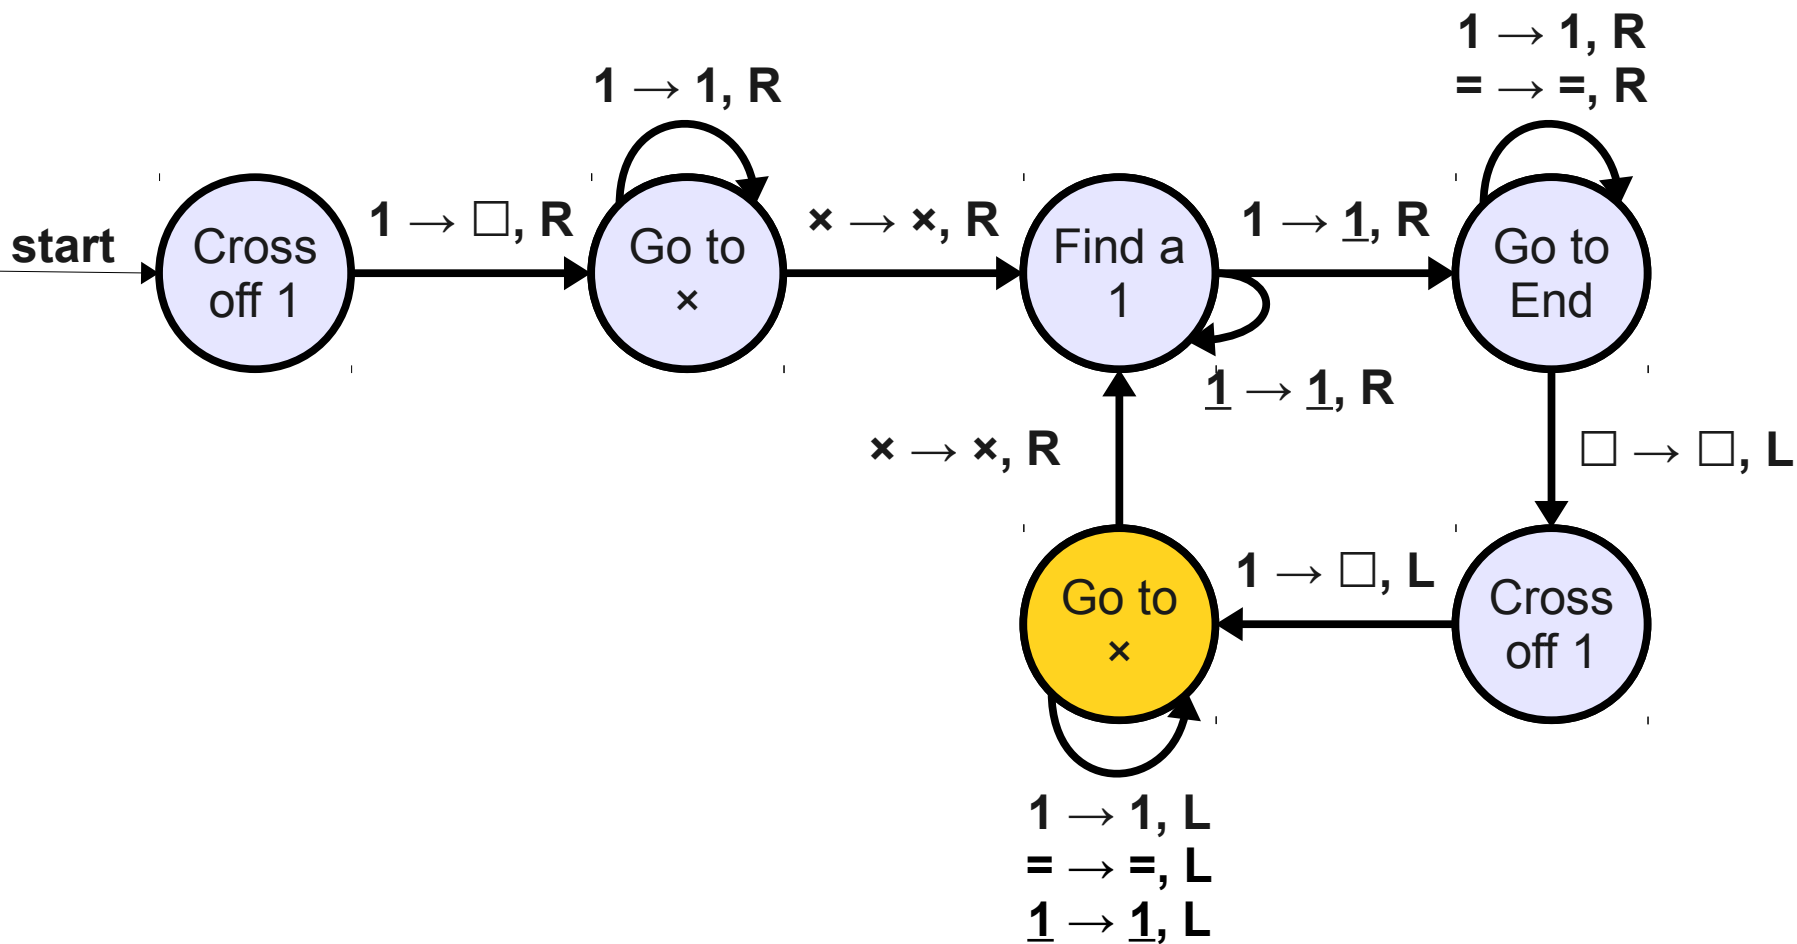 1 → 1, R
= → =, R
1 → 1, R
start
Cross
off 1
1 → □, R
Go to
×
× → ×, R
Find a
1
1 → <u>1</u>, R
Go to
End
<u>1</u> → <u>1</u>, R
× → ×, R
□ → □, L
Go to
×
1 → □, L
Cross
off 1
1 → 1, L
= → =, L
<u>1</u> → <u>1</u>, L